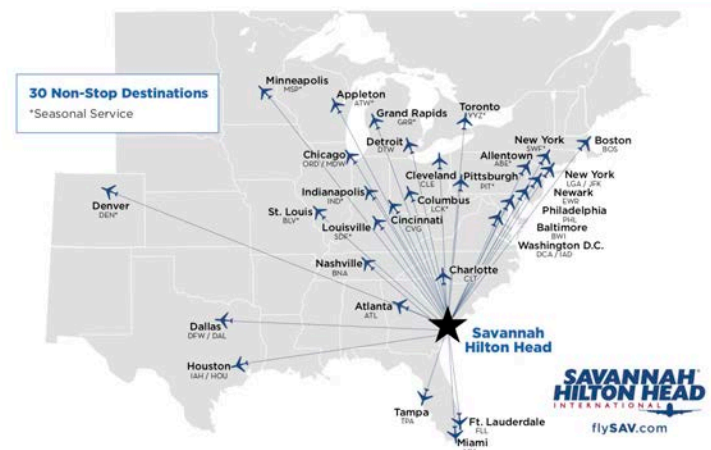 30 Non-Stop Destinations
*Seasonal Service
Minneapolis
MSP*
Appleton
ATW*
Grand Rapids
GRR*
Toronto
YYZ*
Detroit
DTW
Chicago
ORD / MDW
Cleveland
CLE
Pittsburgh
PIT*
Allentown
ABE*
New York
SWF*
Boston
BOS
New York
LGA / JFK
Newark
EWR
Philadelphia
PHL
Baltimore
BWI
Washington D.C.
DCA / IAD
Denver
DEN*
Indianapolis
IND*
Columbus
LCK*
St. Louis
BLV*
Louisville
SDF*
Cincinnati
CVG
Nashville
BNA
Charlotte
CLT
Atlanta
ATL
Dallas
DFW / DAL
Houston
IAH / HOU
Savannah
Hilton Head
Tampa
TPA
Ft. Lauderdale
FLL
Miami
SAVANNAH
HILTON HEAD
INTERNATIONAL
flySAV.com